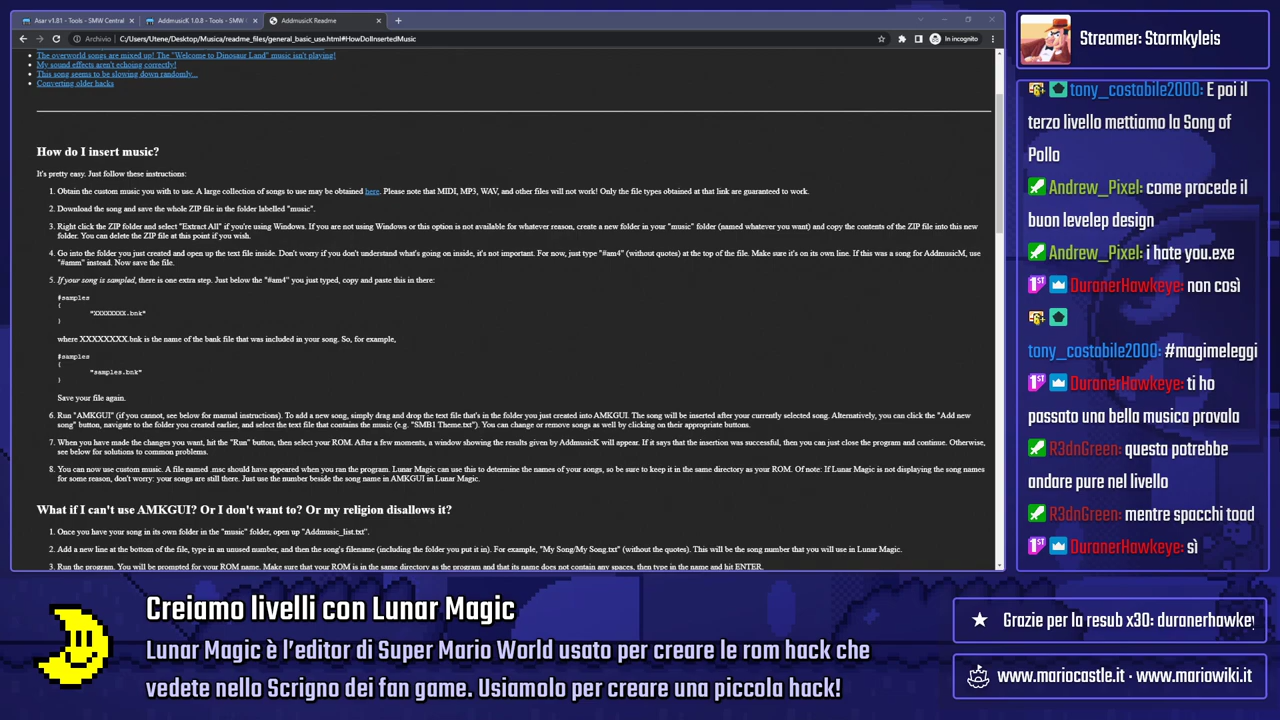 Asar v1.81 - Tools - SMW Central
AddmusicK 1.0.8 - Tools - SMW
AddmusicK Readme
Archivio
C:/Users/Utene/Desktop/Musica/readme_files/general_basic_use.html#HowDoIInsertedMusic
In incognito
The overworld songs are mixed up! The "Welcome to Dinosaur Land" music isn't playing!
My sound effects aren't echoing correctly!
This song seems to be slowing down randomly...
Converting older hacks
How do I insert music?
It's pretty easy. Just follow these instructions:
1. Obtain the custom music you with to use. A large collection of songs to use may be obtained here. Please note that MIDI, MP3, WAV, and other files will not work! Only the file types obtained at that link are guaranteed to work.
2. Download the song and save the whole ZIP file in the folder labelled "music".
3. Right click the ZIP folder and select "Extract All" if you're using Windows. If you are not using Windows or this option is not available for whatever reason, create a new folder in your "music" folder (named whatever you want) and copy the contents of the ZIP file into this new
folder. You can delete the ZIP file at this point if you wish.
4. Go into the folder you just created and open up the text file inside. Don't worry if you don't understand what's going on inside, it's not important. For now, just type "#am4" (without quotes) at the top of the file. Make sure it's on its own line. If this was a song for AddmusicM, use
"#amm" instead. Now save the file.
5. If your song is sampled, there is one extra step. Just below the "#am4" you just typed, copy and paste this in there:
#samples
{
"XXXXXXXX.bnk"
}
where XXXXXXXX.bnk is the name of the bank file that was included in your song. So, for example,
#samples
{
"samples.bnk"
}
Save your file again.
6. Run "AMKGUI" (if you cannot, see below for manual instructions). To add a new song, simply drag and drop the text file that's in the folder you just created into AMKGUI. The song will be inserted after your currently selected song. Alternatively, you can click the "Add new
song" button, navigate to the folder you created earlier, and select the text file that contains the music (e.g. "SMB1 Theme.txt"). You can change or remove songs as well by clicking on their appropriate buttons.
7. When you have made the changes you want, hit the "Run" button, then select your ROM. After a few moments, a window showing the results given by AddmusicK will appear. If it says that the insertion was successful, then you can just close the program and continue. Otherwise,
see below for solutions to common problems.
8. You can now use custom music. A file named .msc should have appeared when you ran the program. Lunar Magic can use this to determine the names of your songs, so be sure to keep it in the same directory as your ROM. Of note: If Lunar Magic is not displaying the song names
for some reason, don't worry: your songs are still there. Just use the number beside the song name in AMKGUI in Lunar Magic.
What if I can't use AMKGUI? Or I don't want to? Or my religion disallows it?
1. Once you have your song in its own folder in the "music" folder, open up "Addmusic_list.txt".
2. Add a new line at the bottom of the file, type in an unused number, and then the song's filename (including the folder you put it in). For example, "My Song/My Song.txt" (without the quotes). This will be the song number that you will use in Lunar Magic.
3. Run the program. You will be prompted for your ROM name. Make sure that your ROM is in the same directory as the program and that its name does not contain any spaces, then type in the name and hit ENTER.
Streamer: Stormkyleis
tony_costabile2000: E poi il
terzo livello mettiamo la Song of
Pollo
Andrew_Pixel: come procede il
buon levelep design
Andrew_Pixel: i hate you.exe
1ST DuranerHawkeye: non così
tony_costabile2000: #magimeleggi
1ST DuranerHawkeye: ti ho
passato una bella musica provala
R3dnGreen: questa potrebbe
andare pure nel livello
R3dnGreen: mentre spacchi toad
1ST DuranerHawkeye: sì
Creiamo livelli con Lunar Magic
Lunar Magic è l'editor di Super Mario World usato per creare le rom hack che
vedete nello Scrigno dei fan game. Usiamolo per creare una piccola hack!
Grazie per la resub x30: duranerhawkey
www.mariocastle.it · www.mariowiki.it